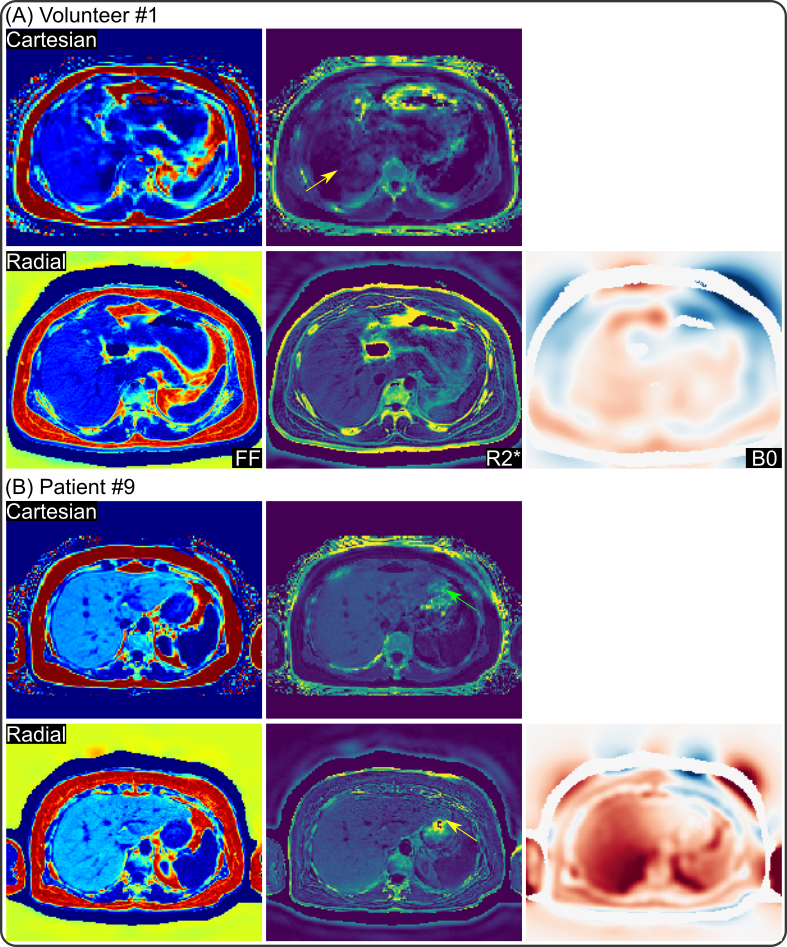 (A) Volunteer #1
Cartesian
Radial
FF
R2*
B0
(B) Patient #9
Cartesian
Radial